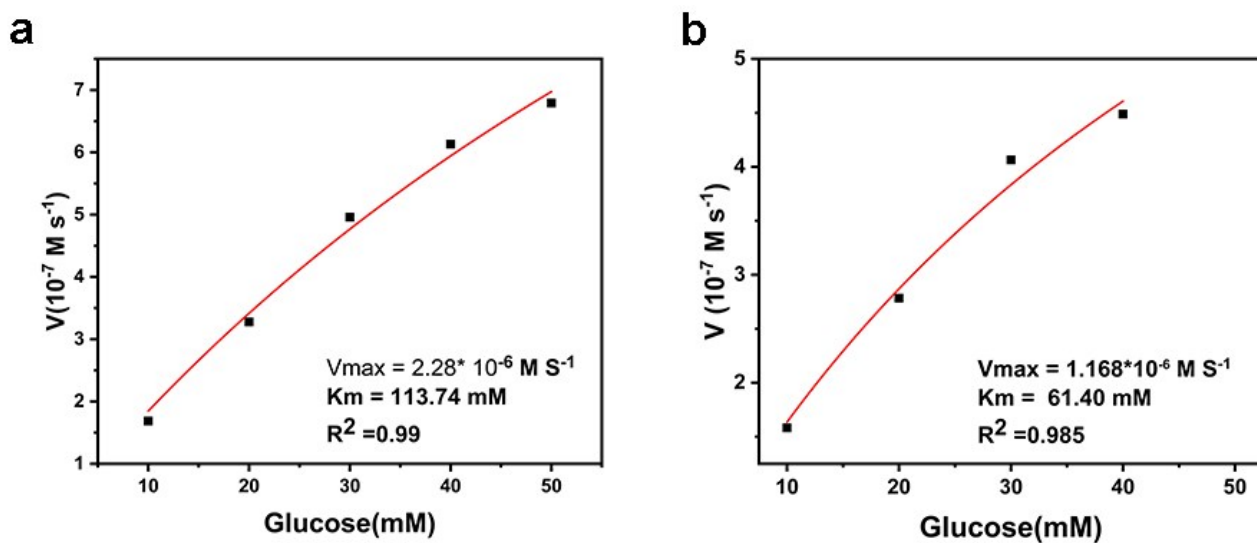 a
7
6
5
4
3
2
1
V(10⁻⁷ M s⁻¹)
Vmax = 2.28* 10⁻⁶ M S⁻¹
Km = 113.74 mM
R² =0.99
10 20 30 40 50
Glucose(mM)
b
5
4
3
2
V (10⁻⁷ M s⁻¹)
Vmax = 1.168*10⁻⁶ M S⁻¹
Km = 61.40 mM
R² =0.985
10 20 30 40 50
Glucose(mM)